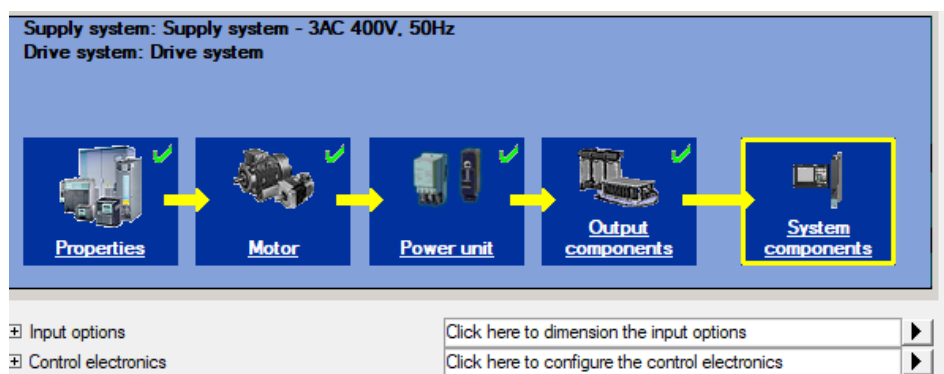 Supply system: Supply system - 3AC 400V, 50Hz
Drive system: Drive system
Properties
Motor
Power unit
Output
components
System
components
Input options
Click here to dimension the input options
Control electronics
Click here to configure the control electronics